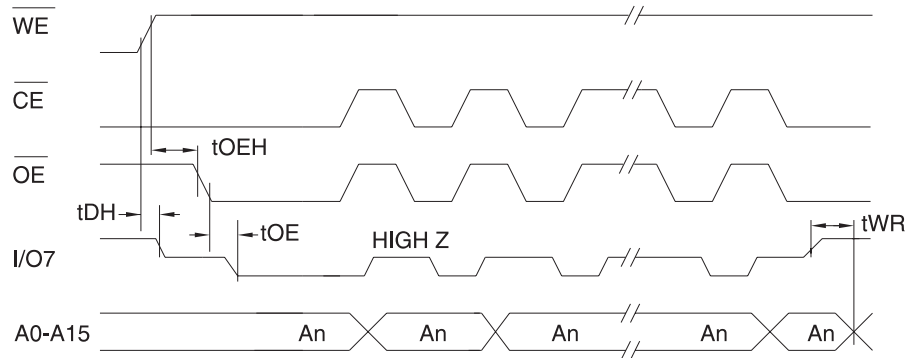 WE
CE
tOEH
OE
tDH
tOE
HIGH Z
tWR
I/O7
A0-A15 An An An An An